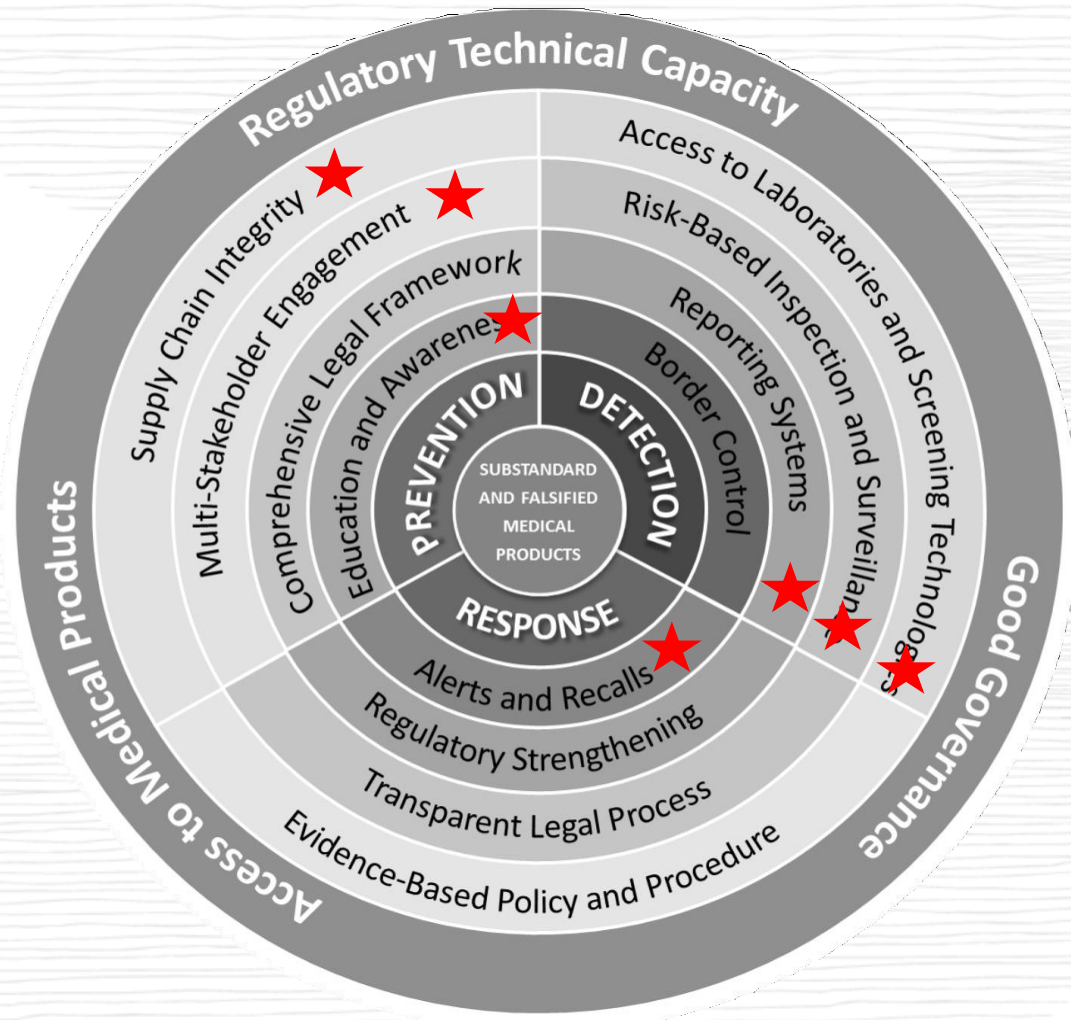 Regulatory Technical Capacity
Good Governance
Access to Medical Products
Supply Chain Integrity
Multi-Stakeholder Engagement
Comprehensive Legal Framework
Education and Awareness
PREVENTION
Access to Laboratories and Screening Technologies
Risk-Based Inspection and Surveillance
Reporting Systems
Border Control
DETECTION
SUBSTANDARD
AND FALSIFIED
MEDICAL
PRODUCTS
RESPONSE
Alerts and Recalls
Regulatory Strengthening
Transparent Legal Process
Evidence-Based Policy and Procedure